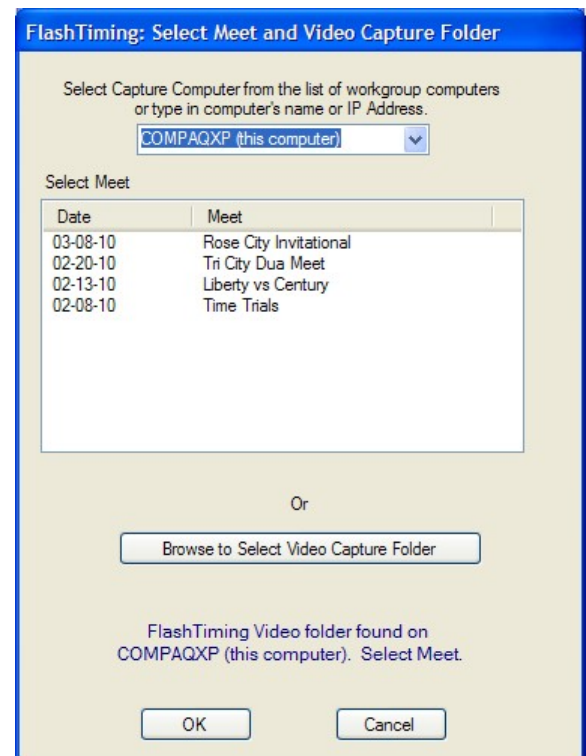 FlashTiming: Select Meet and Video Capture Folder
Select Capture Computer from the list of workgroup computers
or type in computer's name or IP Address.
COMPAQXP (this computer)
Select Meet
Date Meet
03-08-10 Rose City Invitational
02-20-10 Tri City Dua Meet
02-13-10 Liberty vs Century
02-08-10 Time Trials
Or
Browse to Select Video Capture Folder
FlashTiming Video folder found on
COMPAQXP (this computer). Select Meet.
OK Cancel